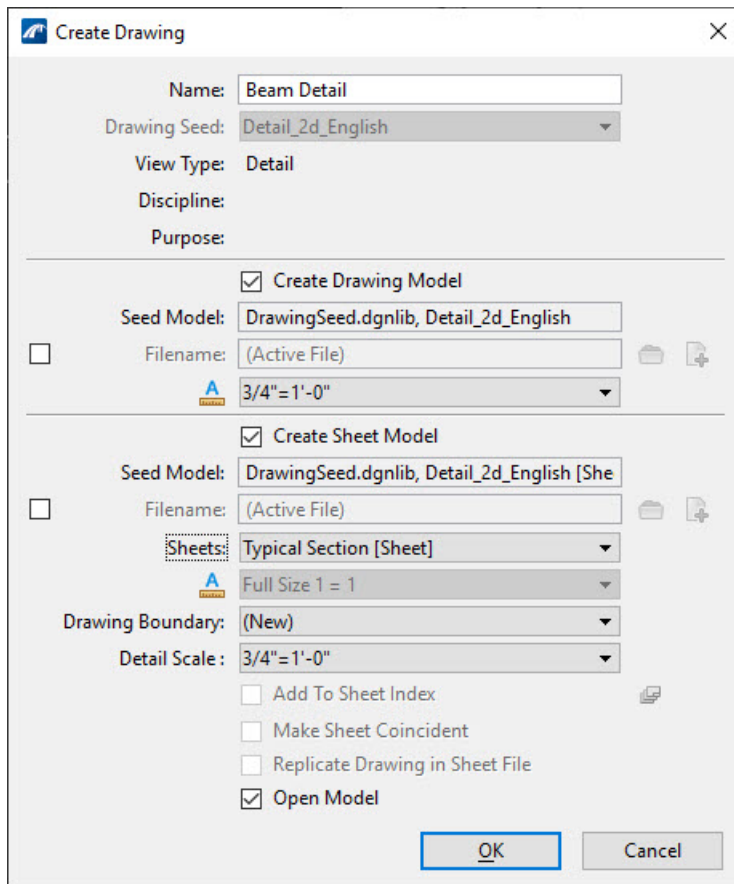 Create Drawing
Name: Beam Detail
Drawing Seed: Detail_2d_English
View Type: Detail
Discipline:
Purpose:
Create Drawing Model
Seed Model: DrawingSeed.dgnlib, Detail_2d_English
Filename: (Active File)
A 3/4"=1'-0"
Create Sheet Model
Seed Model: DrawingSeed.dgnlib, Detail_2d_English [She
Filename: (Active File)
Sheets: Typical Section [Sheet]
A Full Size 1 = 1
Drawing Boundary: (New)
Detail Scale : 3/4"=1'-0"
Add To Sheet Index
Make Sheet Coincident
Replicate Drawing in Sheet File
Open Model
OK Cancel